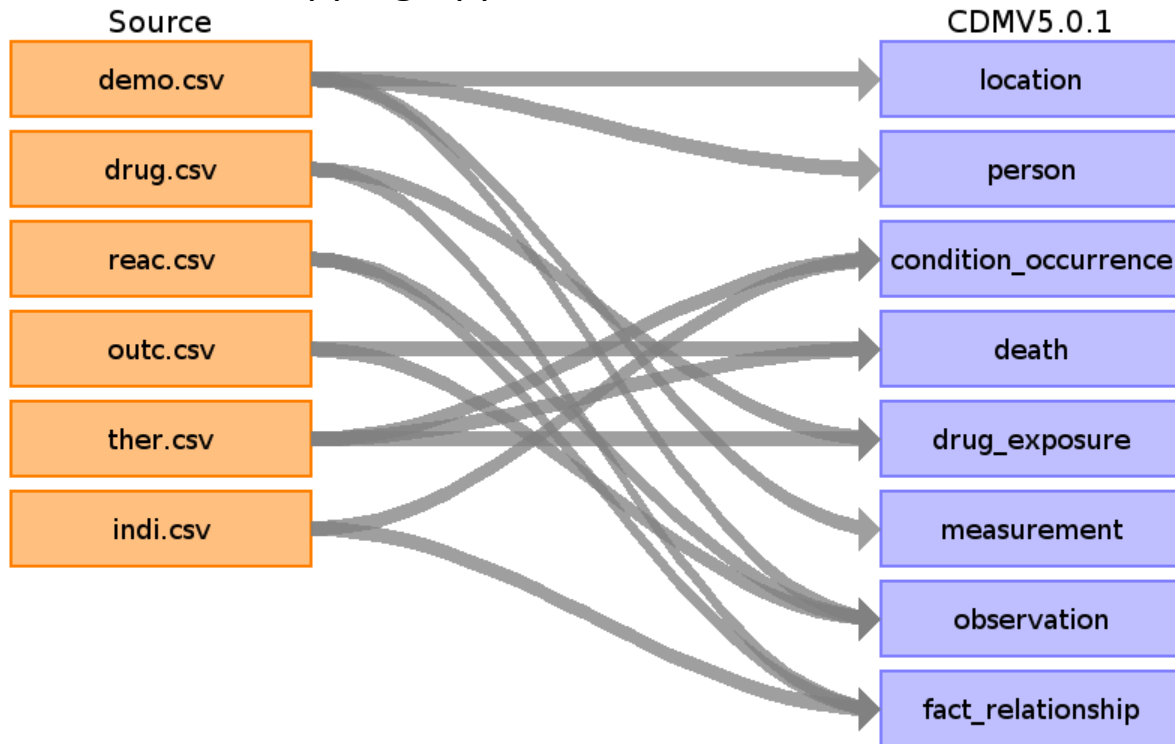 Source
CDMV5.0.1
demo.csv
location
drug.csv
person
reac.csv
condition_occurrence
outc.csv
death
ther.csv
drug_exposure
indi.csv
measurement
observation
fact_relationship